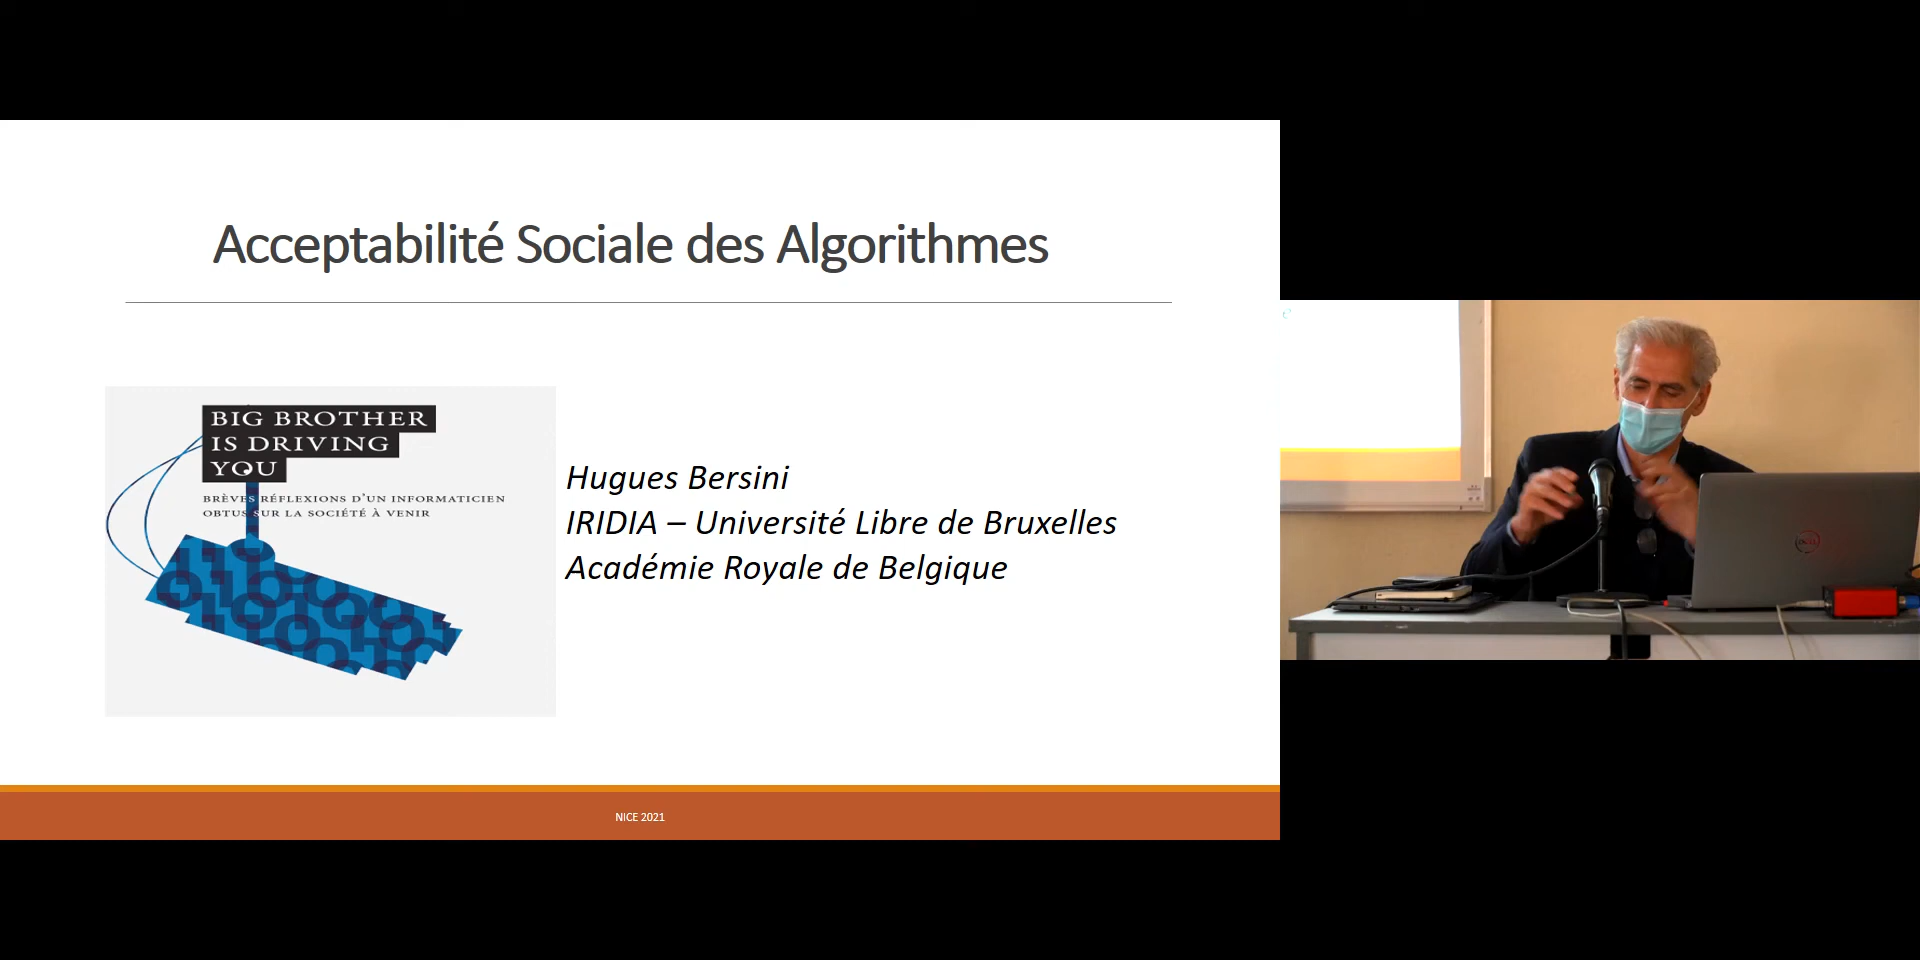 Acceptabilité Sociale des Algorithmes
BIG BROTHER
IS DRIVING
YOU
BRÈVES RÉFLEXIONS D'UN INFORMATICIEN
OBTUS SUR LA SOCIÉTÉ À VENIR
Hugues Bersini
IRIDIA – Université Libre de Bruxelles
Académie Royale de Belgique
NICE 2021